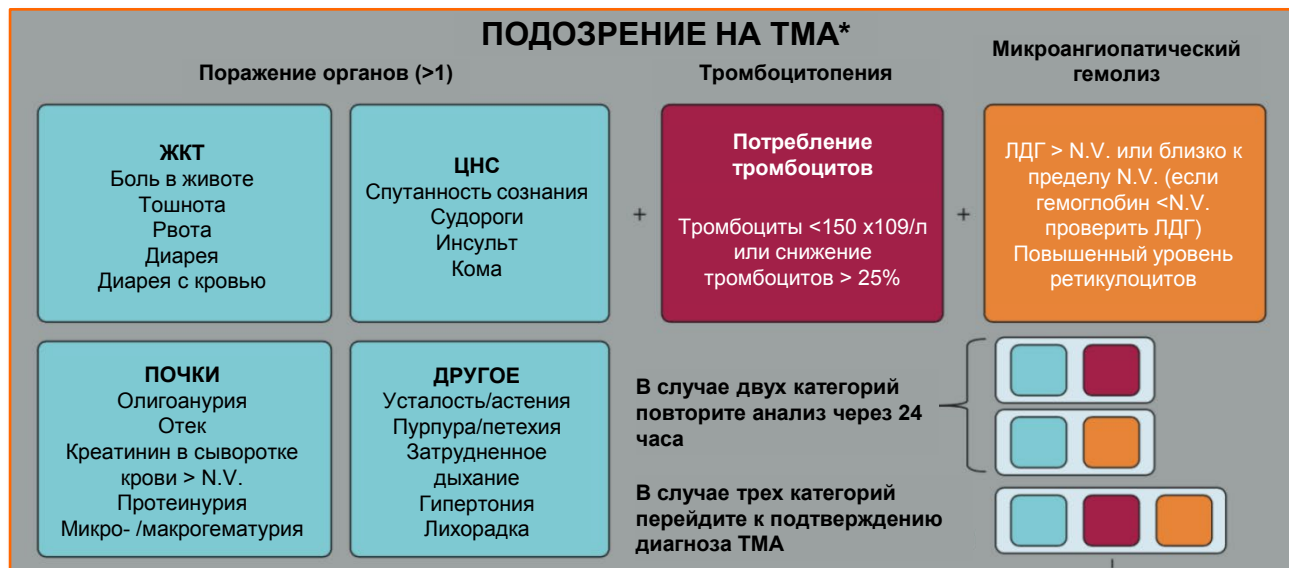 ПОДОЗРЕНИЕ НА ТМА*
Поражение органов (>1)
Тромбоцитопения
Микроангиопатический
гемолиз
ЖКТ
Боль в животе
Тошнота
Рвота
Диарея
Диарея с кровью
ЦНС
Спутанность сознания
Судороги
Инсульт
Кома
+
Потребление
тромбоцитов
Тромбоциты <150 x109/л
или снижение
тромбоцитов > 25%
+
ЛДГ > N.V. или близко к
пределу N.V. (если
гемоглобин <N.V.
проверить ЛДГ)
Повышенный уровень
ретикулоцитов
ПОЧКИ
Олигоанурия
Отек
Креатинин в сыворотке
крови > N.V.
Протеинурия
Микро- /макрогематурия
ДРУГОЕ
Усталость/астения
Пурпура/петехия
Затрудненное
дыхание
Гипертония
Лихорадка
В случае двух категорий
повторите анализ через 24
часа
В случае трех категорий
перейдите к подтверждению
диагноза ТМА